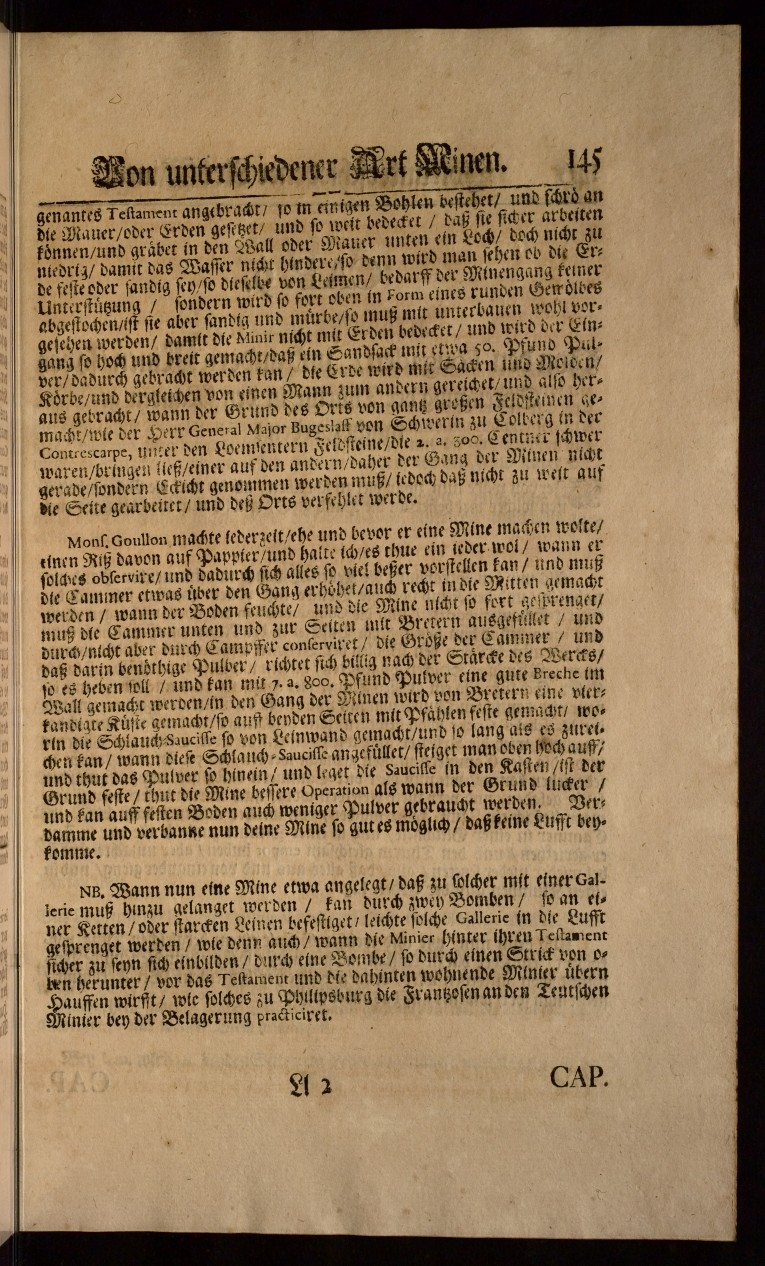 Von unterschiedener Art Minen. 145
genantes Testament angebracht/ so in einigen Bohlen bestehet/ und schrö an
die Mauer/oder Erden gesetzet/ und so weit bedecket / daß sie sicher arbeiten
können/und gräbet in den Wall oder Mauer unten ein Loch/ doch nicht zu
niedrig/ damit das Wasser nicht hindere/so denn wird man sehen ob die Er-
de feste oder sandig sey/so dieselbe von Leimen/ bedarff der Minengang keiner
Unterstützung / sondern wird so fort oben in Form eines runden Gewölbes
abgestochen/ist sie aber sandig und mürbe/so muß mit unterbauen wohl vor-
gesehen werden/ damit die Minir nicht mit Erden bedecket/ und wird der Ein-
gang so hoch und breit gemacht/daß ein Sandsack mit etwa 50. Pfund Pul-
ver/dadurch gebracht werden kan/ die Erde wird mit Säcken und Molden/
Körbe/und dergleichen von einen Mann zum andern gereichet/und also her-
aus gebracht/ wann der Grund des Orts von gantz großen Feldsteinen ge-
macht/wie der Herr General Major Bugeslaff von Schwerin zu Colberg in der
Contrescarpe, unter den Feldsteine/die 2. a. 300. Centner schwer
waren/bringen ließ/einer auf den andern/daher der Gang der Minen nicht
gerade/sondern Eckicht genommen werden muß/ iedoch daß nicht zu weit auf
die Seite gearbeitet/ und deß Orts verfehlet werde.
Mons. Goullon machte iederzeit/ehe und bevor er eine Mine machen wolte/
einen Riß davon auf Pappier/und halte ich/es thue ein ieder wol/ wann er
solches observire/und dadurch sich alles so viel beßer vorstellen kan/ und muß
die Cammer etwas über den Gang erhöhet/auch recht in die Mitten gemacht
werden / wann der Boden feuchte/ und die Mine nicht so fort gesprenget/
muß die Cammer unten und zur Seiten mit Bretern ausgefüllet / und
durch/nicht aber durch Campffer conserviret/ die Größe der Cammer / und
daß darin benöthige Pulver/ richtet sich billig nach der Stärcke des Wercks/
so es heben soll / und kan mit 7. a. 800. Pfund Pulver eine gute Breche im
Wall gemacht werden/in den Gang der Minen wird von Bretern eine vier-
kandigte Küste gemacht/so auff beyden Seiten mit Pfählen feste gemacht/ wo-
rin die Schlauch-Saucisse so von Leinwand gemacht/und so lang als es zurei-
chen kan/ wann diese Schlauch-Saucisse angefüllet/ steiget man oben hoch auff/
und thut das Pulver so hinein/ und leget die Saucisse in den Kasten/ist der
Grund feste/ thut die Mine bessere Operation als wann der Grund lucker /
und kan auff festen Boden auch weniger Pulver gebraucht werden. Ver-
damme und verbanne nun deine Mine so gut es möglich/ daß keine Lufft bey-
komme.
NB. Wann nun eine Mine etwa angelegt/ daß zu solcher mit einer Gal-
lerie muß hinzu gelanget werden / kan durch zwey Bomben/ so an ei-
ner Ketten/ oder starcken Leinen befestiget/ leichte solche Gallerie in die Lufft
gesprenget werden / wie denn auch/ wann die Minier hinter ihren Testament
sicher zu seyn sich einbilden/ durch eine Bombe/ so durch einen Strick von o-
ben herunter/ vor das Testament und die dahinten wohnende Minier übern
Hauffen wirfft/ wie solches zu Philipsburg die Frantzosen an den Teutschen
Minier bey der Belagerung practiciret.
Ll 2 CAP.